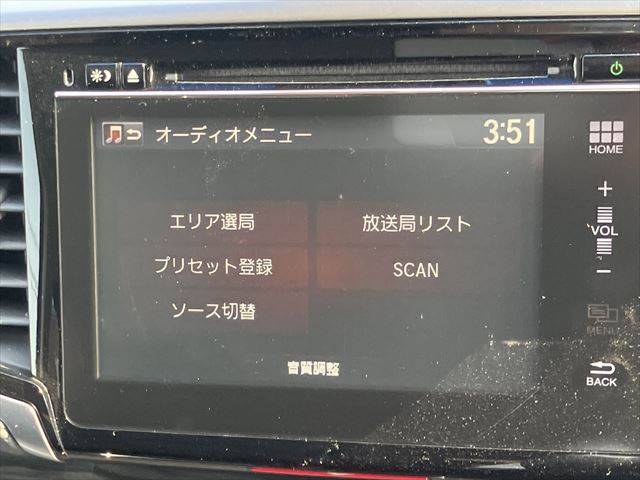 オーディオメニュー 3:51
エリア選局 放送局リスト
プリセット登録 SCAN
ソース切替
音質調整
HOME
+
VOL
−
MENU
BACK